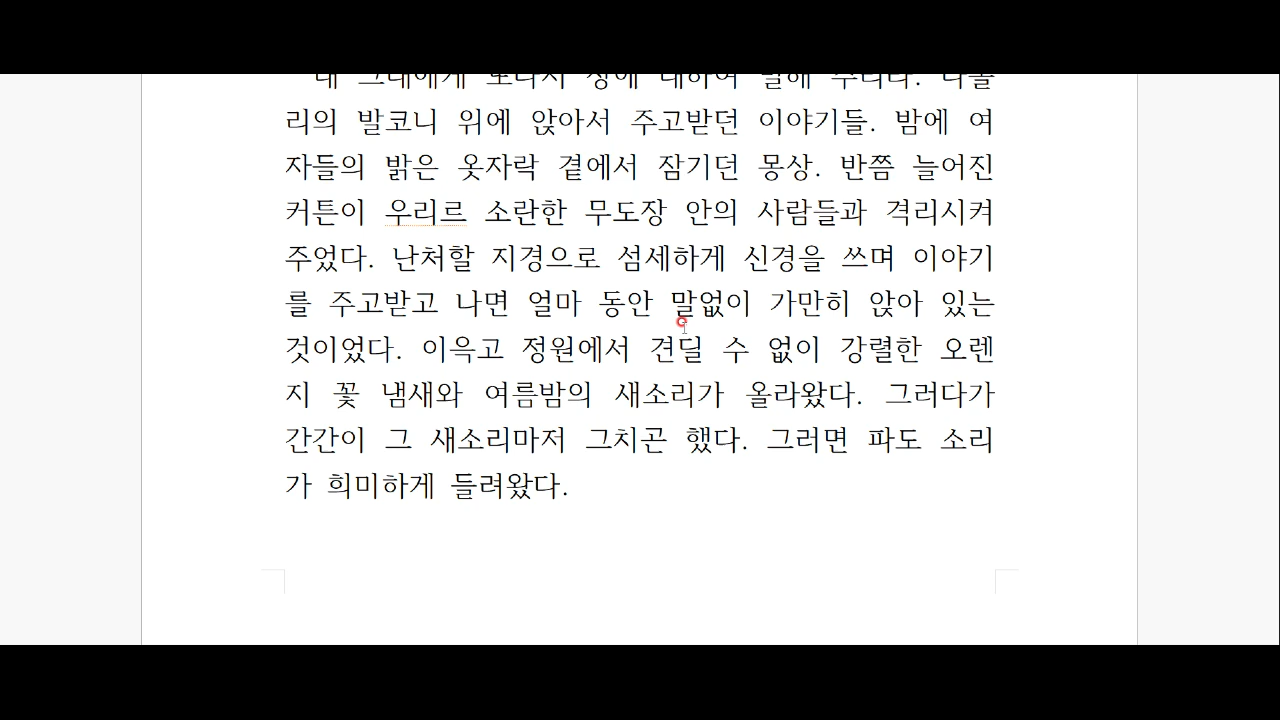 리의 발코니 위에 앉아서 주고받던 이야기들. 밤에 여
자들의 밝은 옷자락 곁에서 잠기던 몽상. 반쯤 늘어진
커튼이 우리르 소란한 무도장 안의 사람들과 격리시켜
주었다. 난처할 지경으로 섬세하게 신경을 쓰며 이야기
를 주고받고 나면 얼마 동안 말없이 가만히 앉아 있는
것이었다. 이윽고 정원에서 견딜 수 없이 강렬한 오렌
지 꽃 냄새와 여름밤의 새소리가 올라왔다. 그러다가
간간이 그 새소리마저 그치곤 했다. 그러면 파도 소리
가 희미하게 들려왔다.